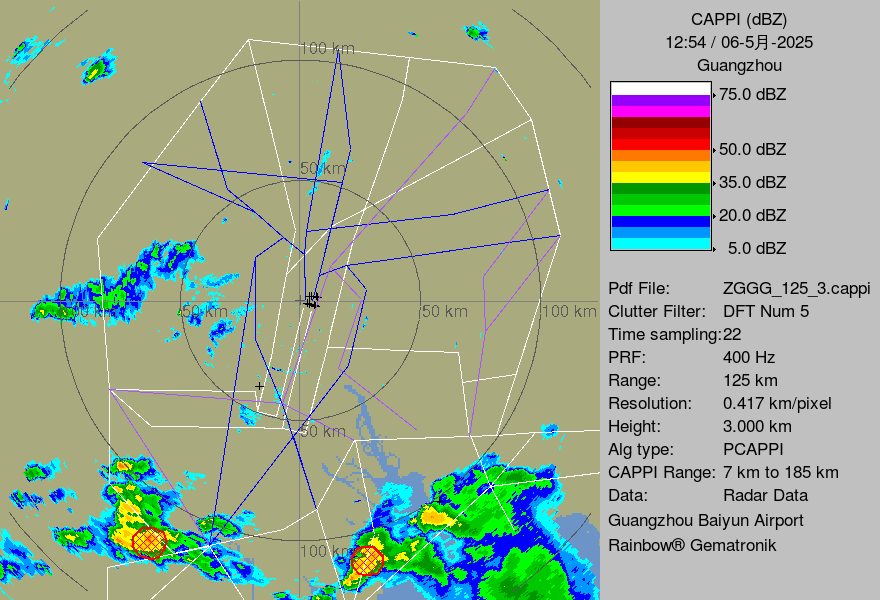 CAPPI (dBZ)
12:54 / 06-5月-2025
Guangzhou
75.0 dBZ
50.0 dBZ
35.0 dBZ
20.0 dBZ
5.0 dBZ
Pdf File: ZGGG_125_3.cappi
Clutter Filter: DFT Num 5
Time sampling:22
PRF: 400 Hz
Range: 125 km
Resolution: 0.417 km/pixel
Height: 3.000 km
Alg type: PCAPPI
CAPPI Range: 7 km to 185 km
Data: Radar Data
Guangzhou Baiyun Airport
Rainbow® Gematronik
100 km
50 km
50 km
50 km
100 km
50 km
100 km